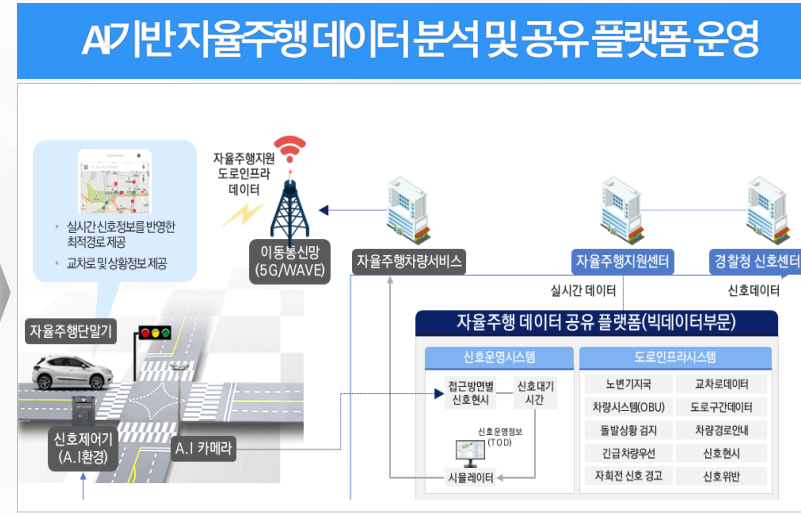 AI기반 자율주행 데이터 분석 및 공유 플랫폼 운영
자율주행지원
도로인프라
데이터
• 실시간 신호정보를 반영한
최적경로 제공
• 교차로 및 상황정보 제공
이동통신망
(5G/WAVE)
자율주행차량서비스
자율주행지원센터
경찰청 신호센터
실시간 데이터
신호데이터
자율주행단말기
신호제어기
(A.I환경)
A.I 카메라
자율주행 데이터 공유 플랫폼(빅데이터부문)
신호운영시스템
접근방면별
신호현시
신호대기
시간
신호운영정보
(TOD)
시뮬레이터
도로인프라시스템
노변기지국
교차로데이터
차량시스템(OBU)
도로구간데이터
돌발상황 검지
차량경로안내
긴급차량우선
신호현시
자회전 신호 경고
신호위반